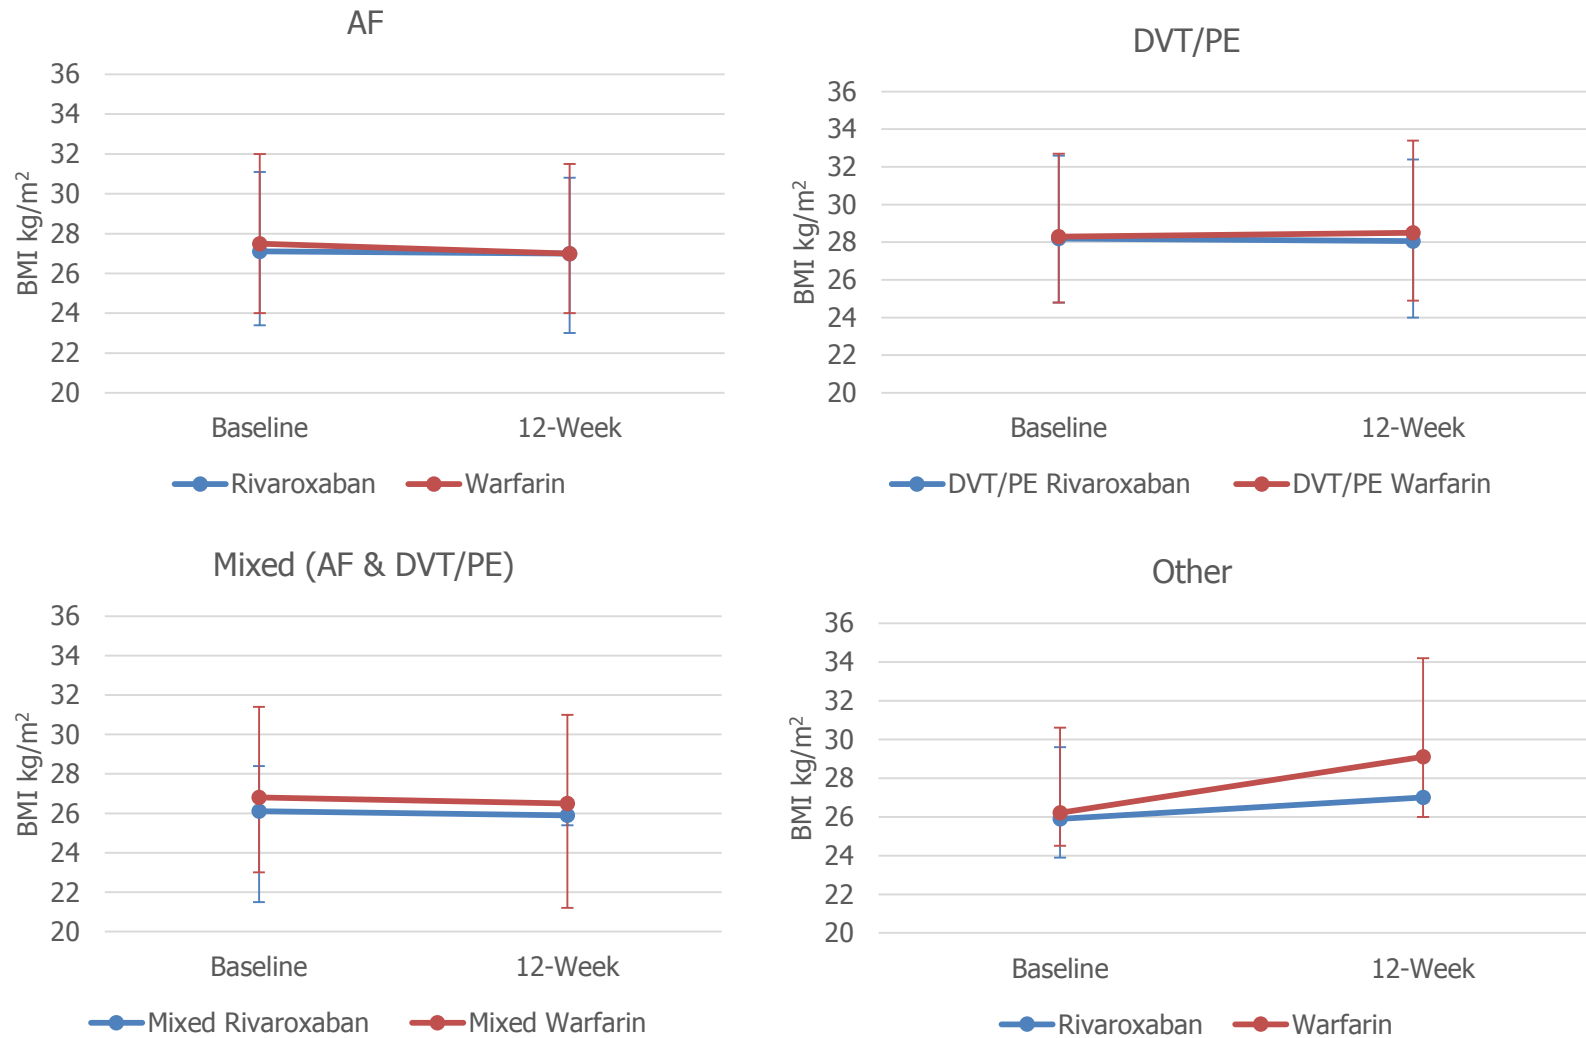 AF
36
34
32
30
28
26
24
22
20
BMI kg/m²
Baseline 12-Week
Rivaroxaban Warfarin
DVT/PE
36
34
32
30
28
26
24
22
20
BMI kg/m²
Baseline 12-Week
DVT/PE Rivaroxaban DVT/PE Warfarin
Mixed (AF & DVT/PE)
36
34
32
30
28
26
24
22
20
BMI kg/m²
Baseline 12-Week
Mixed Rivaroxaban Mixed Warfarin
Other
36
34
32
30
28
26
24
22
20
BMI kg/m²
Baseline 12-Week
Rivaroxaban Warfarin